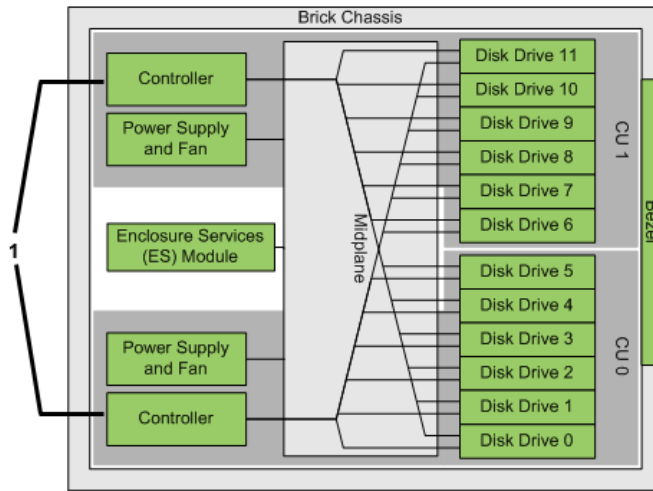 Brick Chassis
Controller
Power Supply
and Fan
Enclosure Services
(ES) Module
Power Supply
and Fan
Controller
1
Midplane
Disk Drive 11
Disk Drive 10
Disk Drive 9
Disk Drive 8
Disk Drive 7
Disk Drive 6
CU 1
Disk Drive 5
Disk Drive 4
Disk Drive 3
Disk Drive 2
Disk Drive 1
Disk Drive 0
CU 0
Bezel